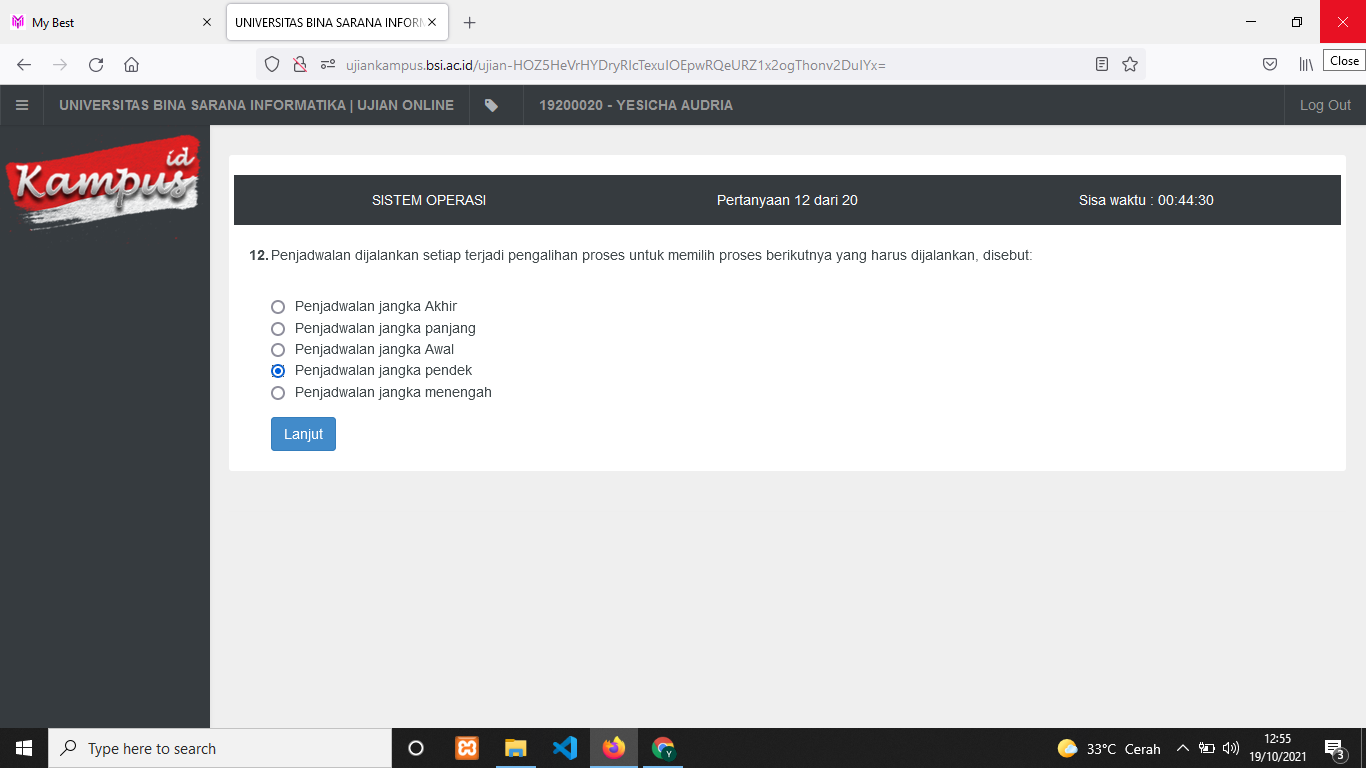 My Best
UNIVERSITAS BINA SARANA INFORM
ujiankampus.bsi.ac.id/ujian-HOZ5HeVrHYDryRIcTexuIOEpwRQeURZ1x2ogThonv2DuIYx=
Close
UNIVERSITAS BINA SARANA INFORMATIKA | UJIAN ONLINE
19200020 - YESICHA AUDRIA
Log Out
Kampus id
SISTEM OPERASI
Pertanyaan 12 dari 20
Sisa waktu : 00:44:30
12. Penjadwalan dijalankan setiap terjadi pengalihan proses untuk memilih proses berikutnya yang harus dijalankan, disebut:
Penjadwalan jangka Akhir
Penjadwalan jangka panjang
Penjadwalan jangka Awal
Penjadwalan jangka pendek
Penjadwalan jangka menengah
Lanjut
Type here to search
Y
33°C Cerah
12:55
19/10/2021
3